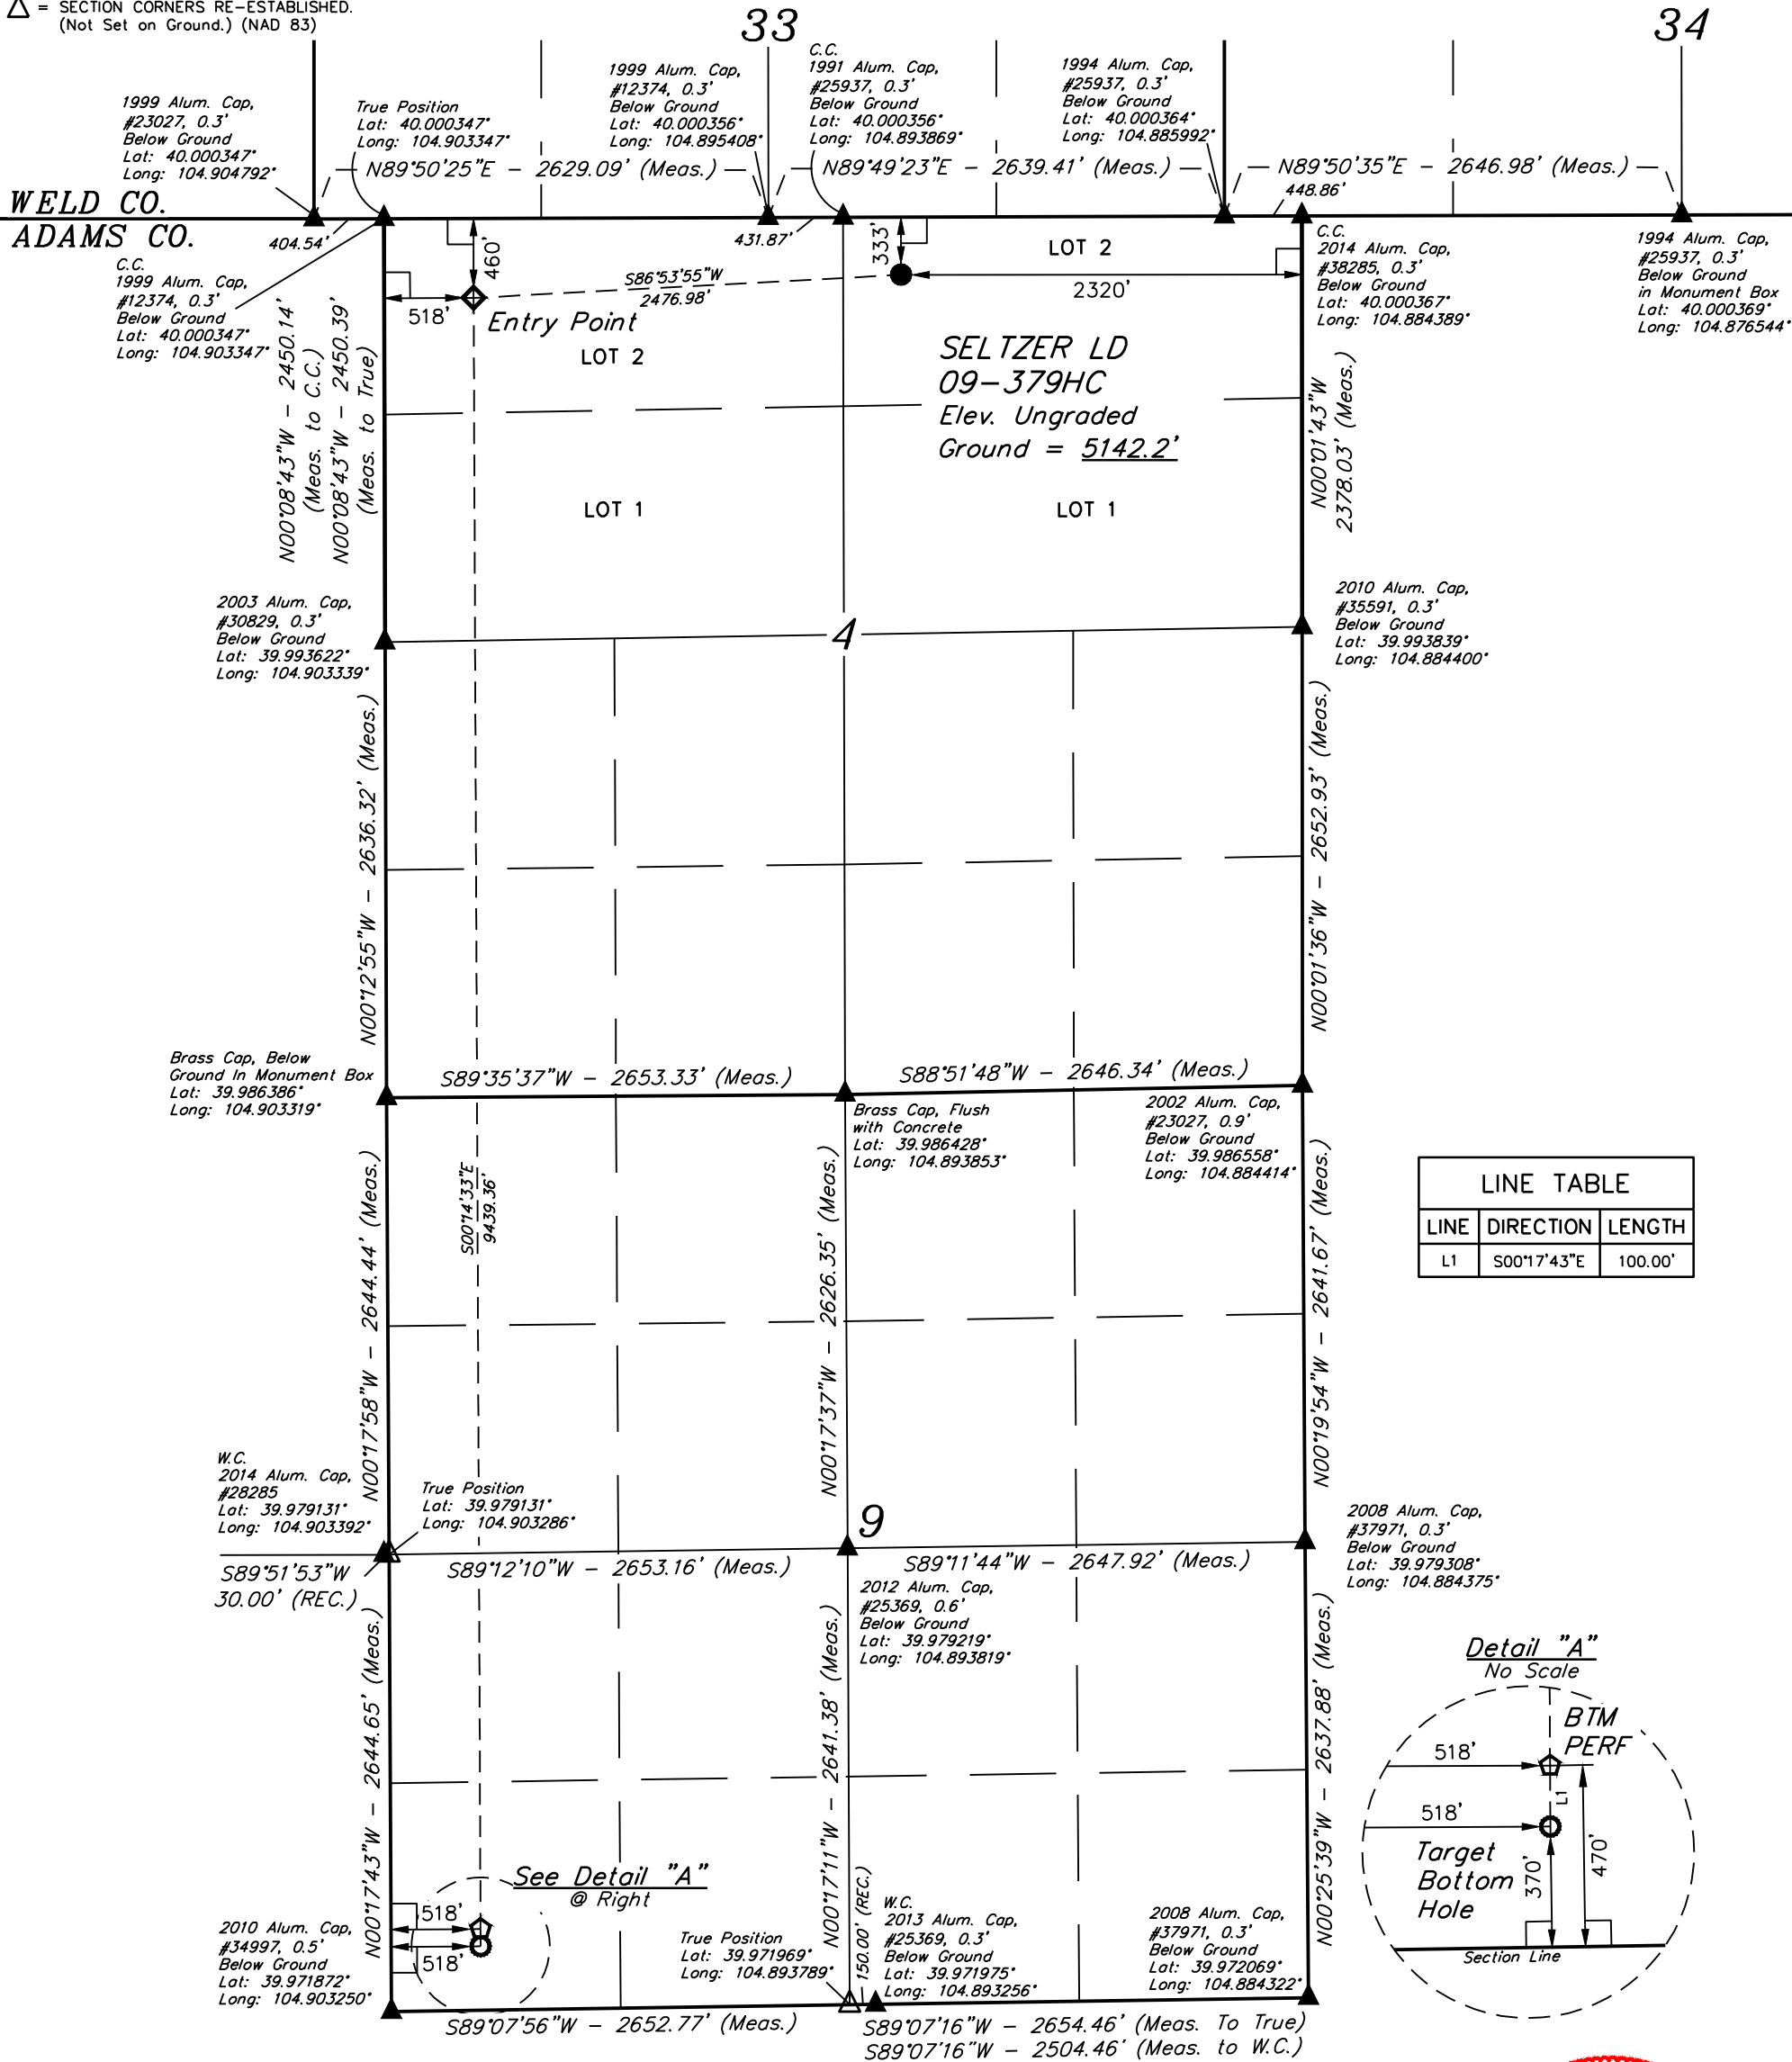 △ = SECTION CORNERS RE-ESTABLISHED.
(Not Set on Ground.) (NAD 83)
33
34
1999 Alum. Cap,
#23027, 0.3'
Below Ground
Lat: 40.000347°
Long: 104.904792°
True Position
Lat: 40.000347°
Long: 104.903347°
1999 Alum. Cap,
#12374, 0.3'
Below Ground
Lat: 40.000356°
Long: 104.895408°
C.C.
1991 Alum. Cap,
#25937, 0.3'
Below Ground
Lat: 40.000356°
Long: 104.893869°
1994 Alum. Cap,
#25937, 0.3'
Below Ground
Lat: 40.000364°
Long: 104.885992°
N89°50'25"E - 2629.09' (Meas.)
N89°49'23"E - 2639.41' (Meas.)
N89°50'35"E - 2646.98' (Meas.)
448.86'
WELD CO.
ADAMS CO.
404.54'
431.87'
C.C.
1999 Alum. Cap,
#12374, 0.3'
Below Ground
Lat: 40.000347°
Long: 104.903347°
460'
518'
Entry Point
S86°53'55"W
2476.98'
333'
LOT 2
2320'
C.C.
2014 Alum. Cap,
#38285, 0.3'
Below Ground
Lat: 40.000367°
Long: 104.884389°
1994 Alum. Cap,
#25937, 0.3'
Below Ground
in Monument Box
Lat: 40.000369°
Long: 104.876544°
LOT 2
SELTZER LD
09-379HC
Elev. Ungraded
Ground = 5142.2'
N00°08'43"W - 2450.14'
(Meas. to C.C.)
N00°08'43"W - 2450.39'
(Meas. to True)
N00°01'43"W
2378.03' (Meas.)
LOT 1
LOT 1
2003 Alum. Cap,
#30829, 0.3'
Below Ground
Lat: 39.993622°
Long: 104.903339°
4
2010 Alum. Cap,
#35591, 0.3'
Below Ground
Lat: 39.993839°
Long: 104.884400°
N00°12'55"W - 2636.32' (Meas.)
N00°01'36"W - 2652.93' (Meas.)
Brass Cap, Below
Ground In Monument Box
Lat: 39.986386°
Long: 104.903319°
S89°35'37"W - 2653.33' (Meas.)
S88°51'48"W - 2646.34' (Meas.)
Brass Cap, Flush
with Concrete
Lat: 39.986428°
Long: 104.893853°
2002 Alum. Cap,
#23027, 0.9'
Below Ground
Lat: 39.986558°
Long: 104.884414°
S00°14'33"E
9439.36'
N00°17'58"W - 2644.44' (Meas.)
N00°17'37"W - 2626.35' (Meas.)
N00°19'54"W - 2641.67' (Meas.)
LINE TABLE
LINE DIRECTION LENGTH
L1 S00°17'43"E 100.00'
W.C.
2014 Alum. Cap,
#28285
Lat: 39.979131°
Long: 104.903392°
True Position
Lat: 39.979131°
Long: 104.903286°
9
2008 Alum. Cap,
#37971, 0.3'
Below Ground
Lat: 39.979308°
Long: 104.884375°
S89°51'53"W
30.00' (REC.)
S89°12'10"W - 2653.16' (Meas.)
S89°11'44"W - 2647.92' (Meas.)
2012 Alum. Cap,
#25369, 0.6'
Below Ground
Lat: 39.979219°
Long: 104.893819°
N00°17'43"W - 2644.65' (Meas.)
N00°17'11"W - 2641.38' (Meas.)
N00°25'39"W - 2637.88' (Meas.)
Detail "A"
No Scale
BTM
PERF
518'
L1
518'
Target
Bottom
Hole
370'
470'
Section Line
See Detail "A"
@ Right
518'
518'
2010 Alum. Cap,
#34997, 0.5'
Below Ground
Lat: 39.971872°
Long: 104.903250°
True Position
Lat: 39.971969°
Long: 104.893789°
150.00' (REC.)
W.C.
2013 Alum. Cap,
#25369, 0.3'
Below Ground
Lat: 39.971975°
Long: 104.893256°
2008 Alum. Cap,
#37971, 0.3'
Below Ground
Lat: 39.972069°
Long: 104.884322°
S89°07'56"W - 2652.77' (Meas.)
S89°07'16"W - 2654.46' (Meas. To True)
S89°07'16"W - 2504.46' (Meas. to W.C.)